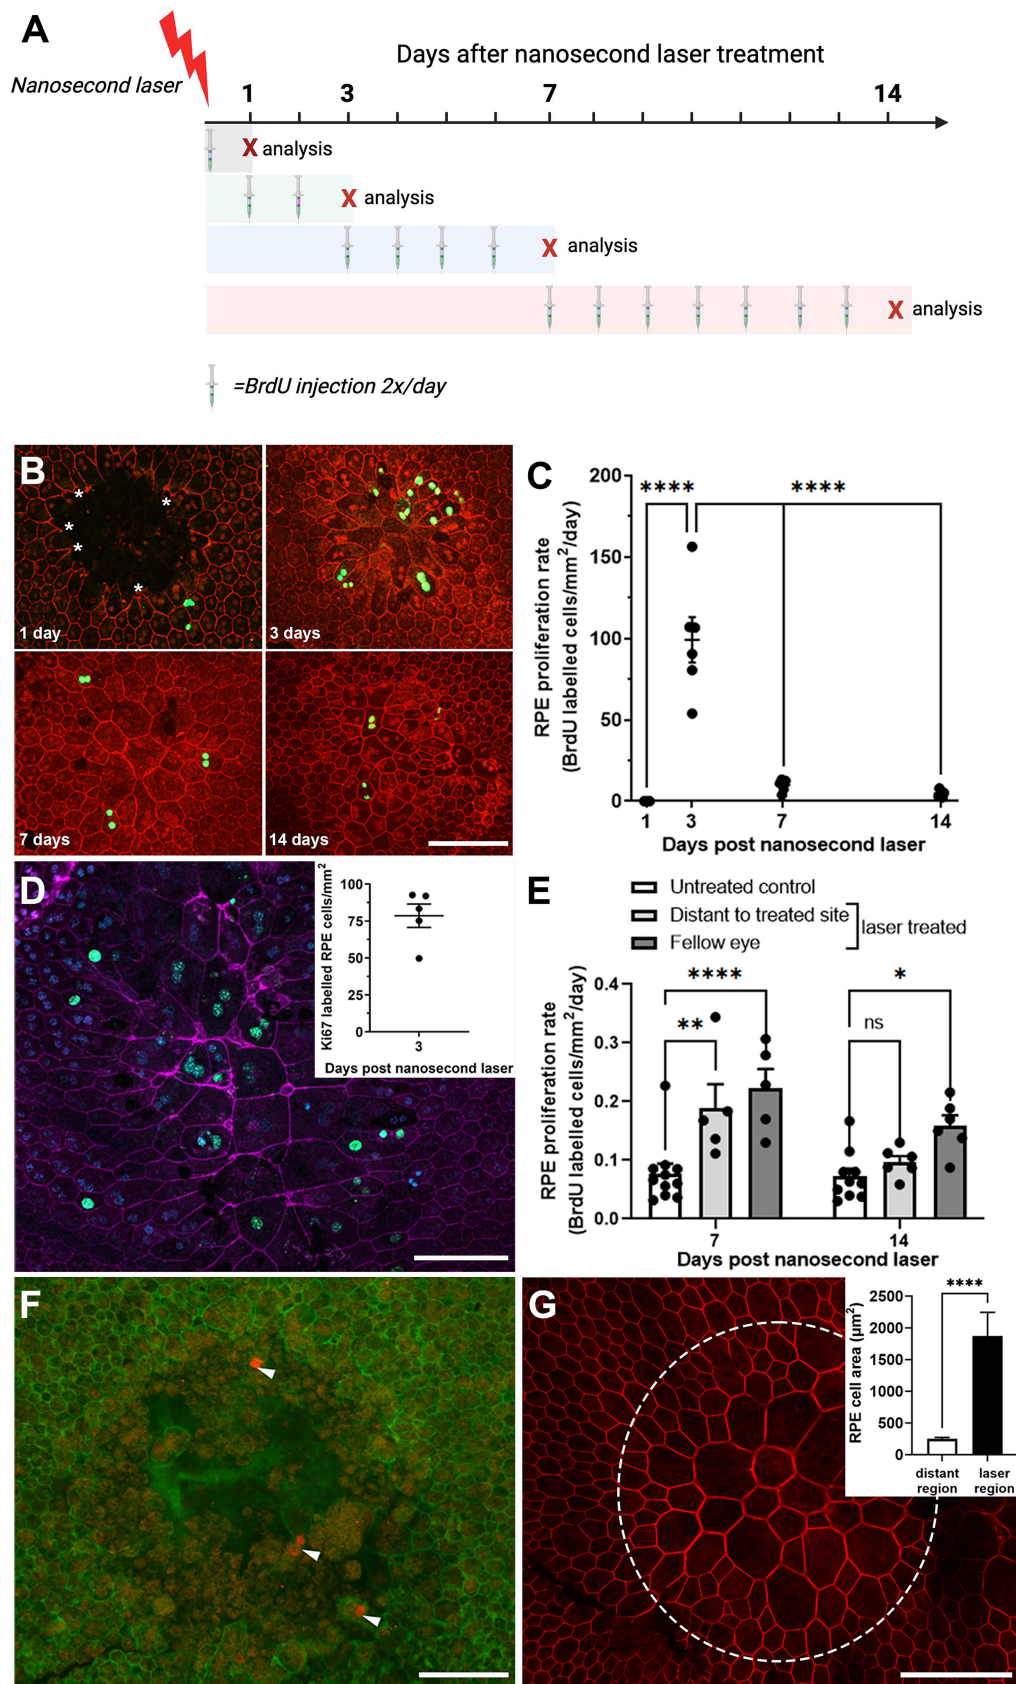 A
Days after nanosecond laser treatment
Nanosecond laser
1 3 7 14
X analysis
X analysis
X analysis
X analysis
=BrdU injection 2x/day
B
* * * * *
1 day
3 days
7 days
14 days
C
RPE proliferation rate
(BrdU labelled cells/mm²/day)
200
150
100
50
0
**** ****
1 3 7 14
Days post nanosecond laser
D
Ki67 labelled RPE cells/mm²
100
75
50
25
0
3
Days post nanosecond laser
E
Untreated control
Distant to treated site
Fellow eye
laser treated
RPE proliferation rate
(BrdU labelled cells/mm²/day)
0.4
0.3
0.2
0.1
0.0
**** *
** ns
7 14
Days post nanosecond laser
F
G
RPE cell area (µm²)
2500
2000
1500
1000
500
0
****
distant region
laser region